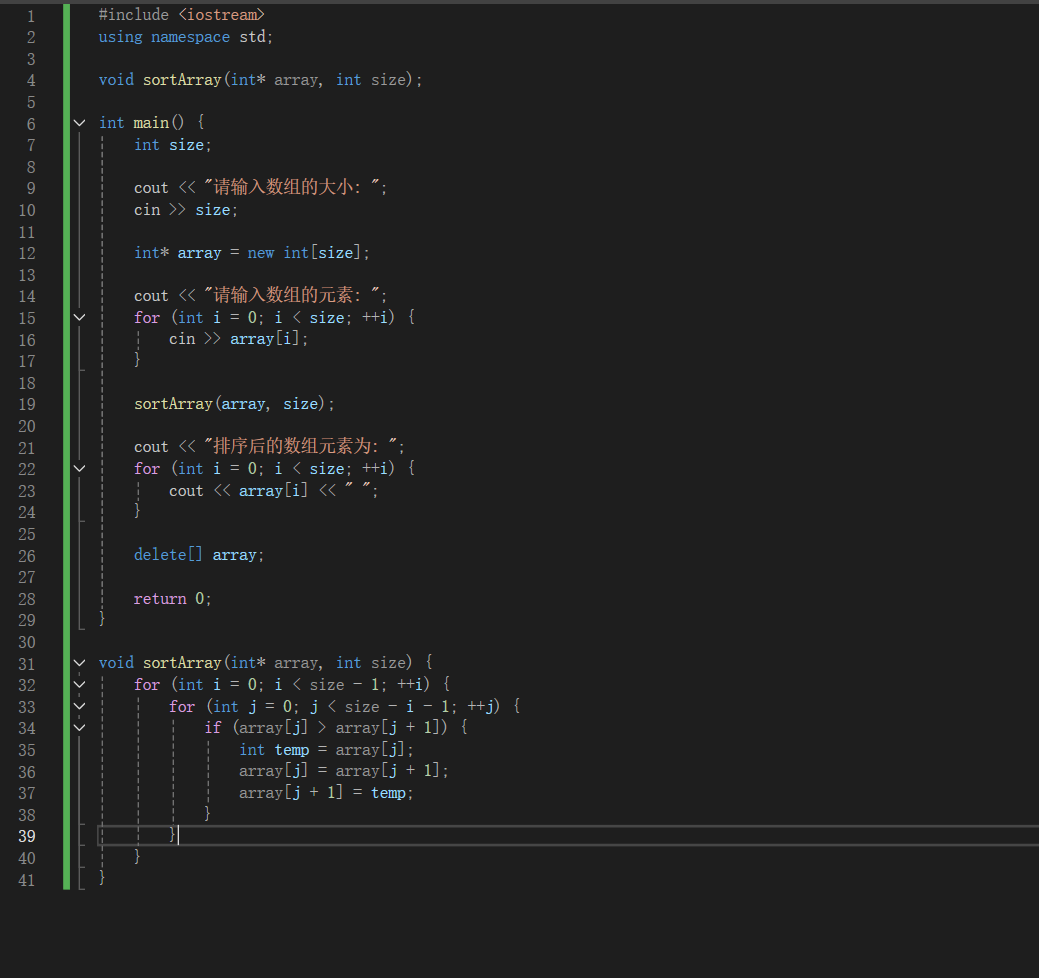 1 #include <iostream>
2 using namespace std;
3
4 void sortArray(int* array, int size);
5
6 int main() {
7 int size;
8
9 cout << "请输入数组的大小: ";
10 cin >> size;
11
12 int* array = new int[size];
13
14 cout << "请输入数组的元素: ";
15 for (int i = 0; i < size; ++i) {
16 cin >> array[i];
17 }
18
19 sortArray(array, size);
20
21 cout << "排序后的数组元素为: ";
22 for (int i = 0; i < size; ++i) {
23 cout << array[i] << " ";
24 }
25
26 delete[] array;
27
28 return 0;
29 }
30
31 void sortArray(int* array, int size) {
32 for (int i = 0; i < size - 1; ++i) {
33 for (int j = 0; j < size - i - 1; ++j) {
34 if (array[j] > array[j + 1]) {
35 int temp = array[j];
36 array[j] = array[j + 1];
37 array[j + 1] = temp;
38 }
39 }
40 }
41 }